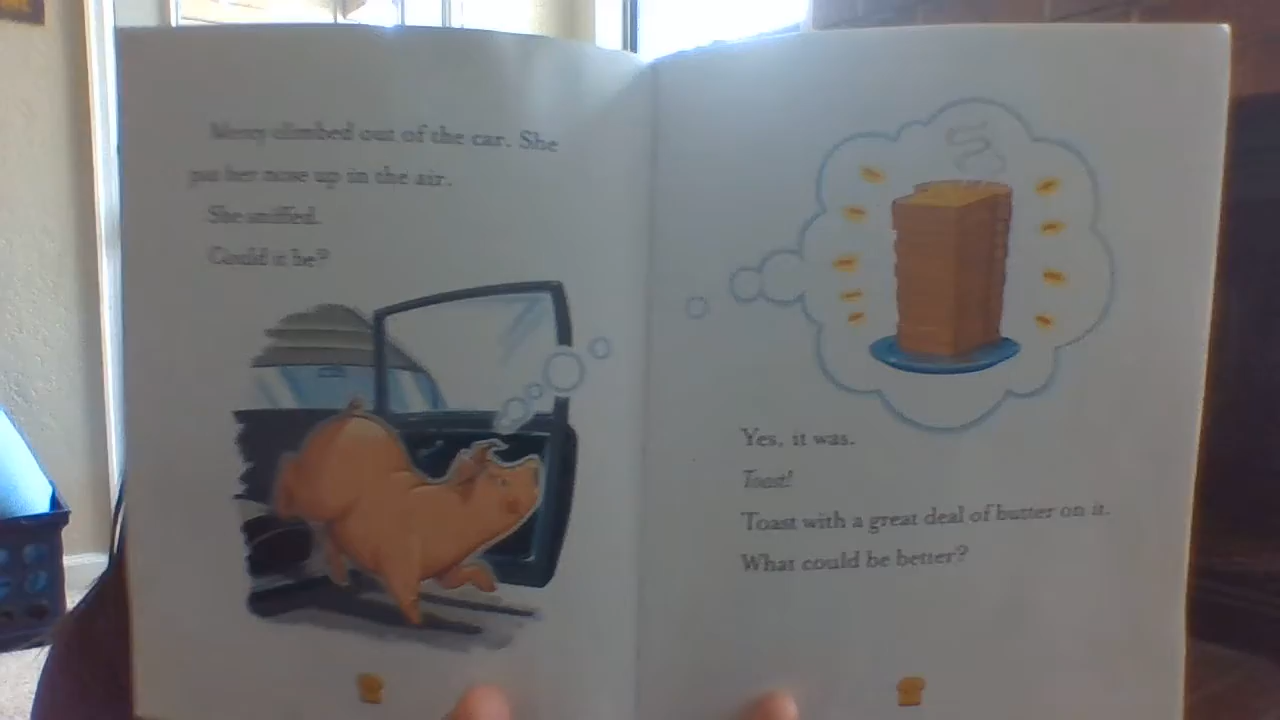 Mercy climbed out of the car. She
put her nose up in the air.
She sniffed.
Could it be?
Yes, it was.
Toast!
Toast with a great deal of butter on it.
What could be better?